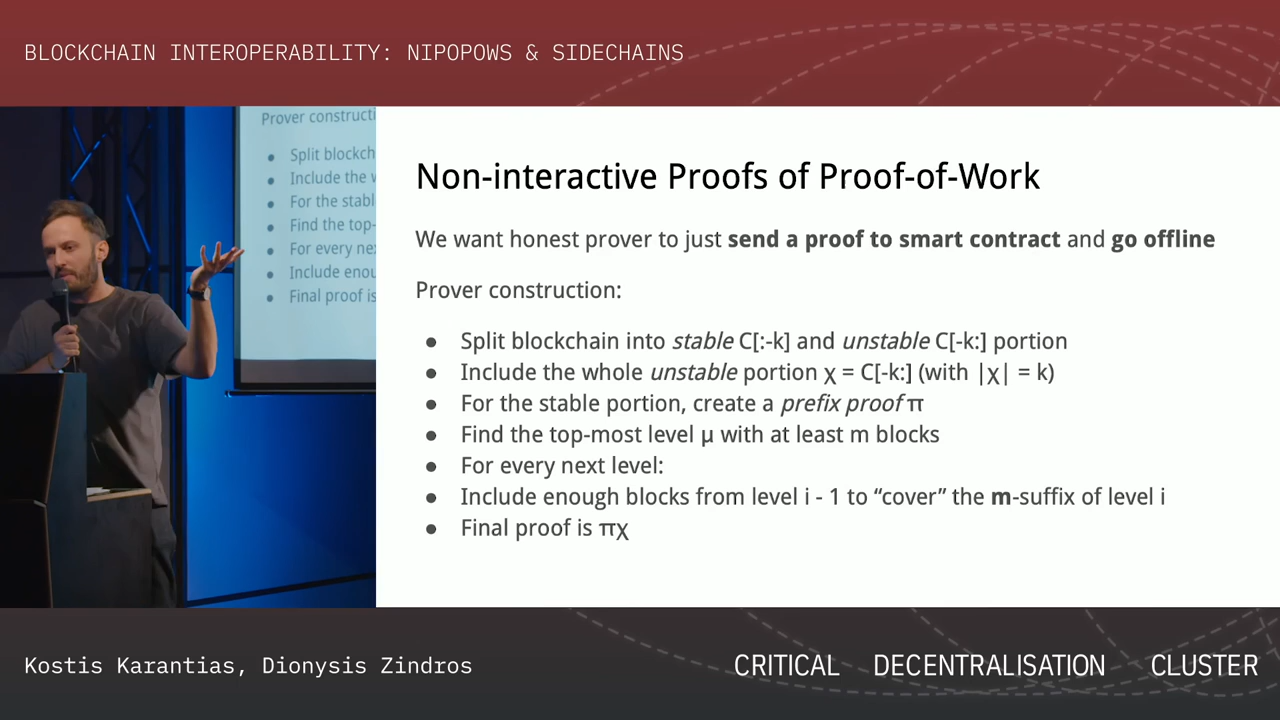 BLOCKCHAIN INTEROPERABILITY: NIPOPOWS & SIDECHAINS
Prover constructi
● Split blockch
● Include the w
● For the stabl
● Find the top-
● For every nex
● Include enou
● Final proof is
Non-interactive Proofs of Proof-of-Work
We want honest prover to just send a proof to smart contract and go offline
Prover construction:
● Split blockchain into stable C[:-k] and unstable C[-k:] portion
● Include the whole unstable portion χ = C[-k:] (with |χ| = k)
● For the stable portion, create a prefix proof π
● Find the top-most level μ with at least m blocks
● For every next level:
● Include enough blocks from level i - 1 to “cover” the m-suffix of level i
● Final proof is πχ
Kostis Karantias, Dionysis Zindros
CRITICAL DECENTRALISATION CLUSTER